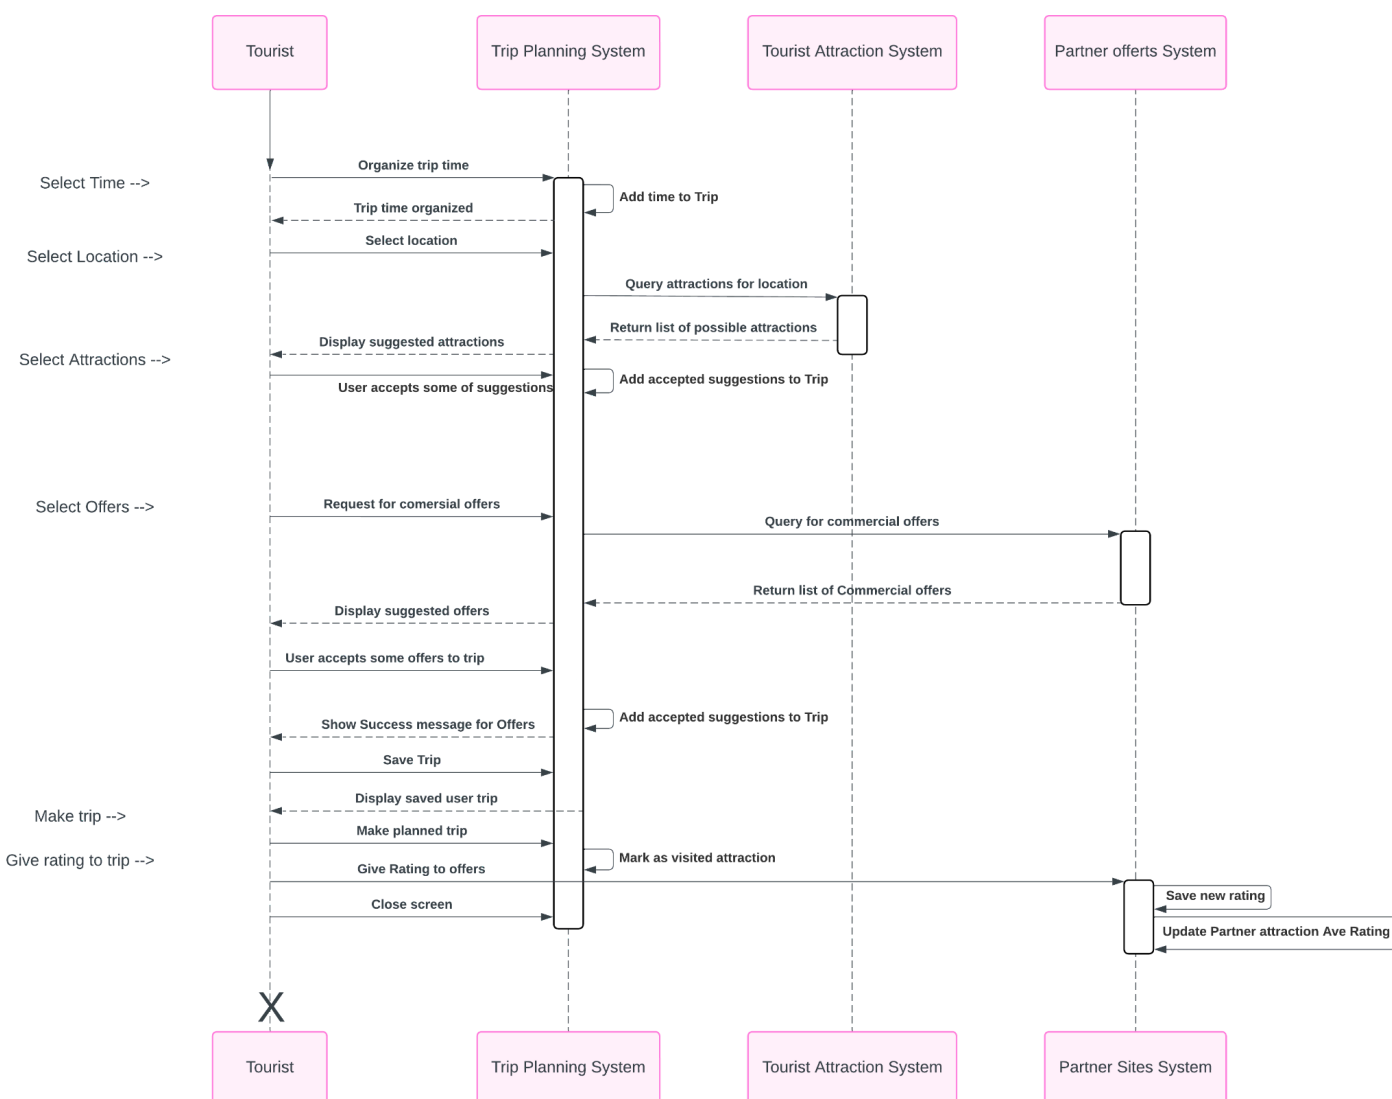 Tourist
Trip Planning System
Tourist Attraction System
Partner offerts System
Organize trip time
Select Time -->
Add time to Trip
Trip time organized
Select location
Select Location -->
Query attractions for location
Return list of possible attractions
Display suggested attractions
Select Attractions -->
Add accepted suggestions to Trip
User accepts some of suggestions
Request for comersial offers
Select Offers -->
Query for commercial offers
Return list of Commercial offers
Display suggested offers
User accepts some offers to trip
Add accepted suggestions to Trip
Show Success message for Offers
Save Trip
Display saved user trip
Make trip -->
Make planned trip
Mark as visited attraction
Give rating to trip -->
Give Rating to offers
Save new rating
Close screen
Update Partner attraction Ave Rating
X
Tourist
Trip Planning System
Tourist Attraction System
Partner Sites System